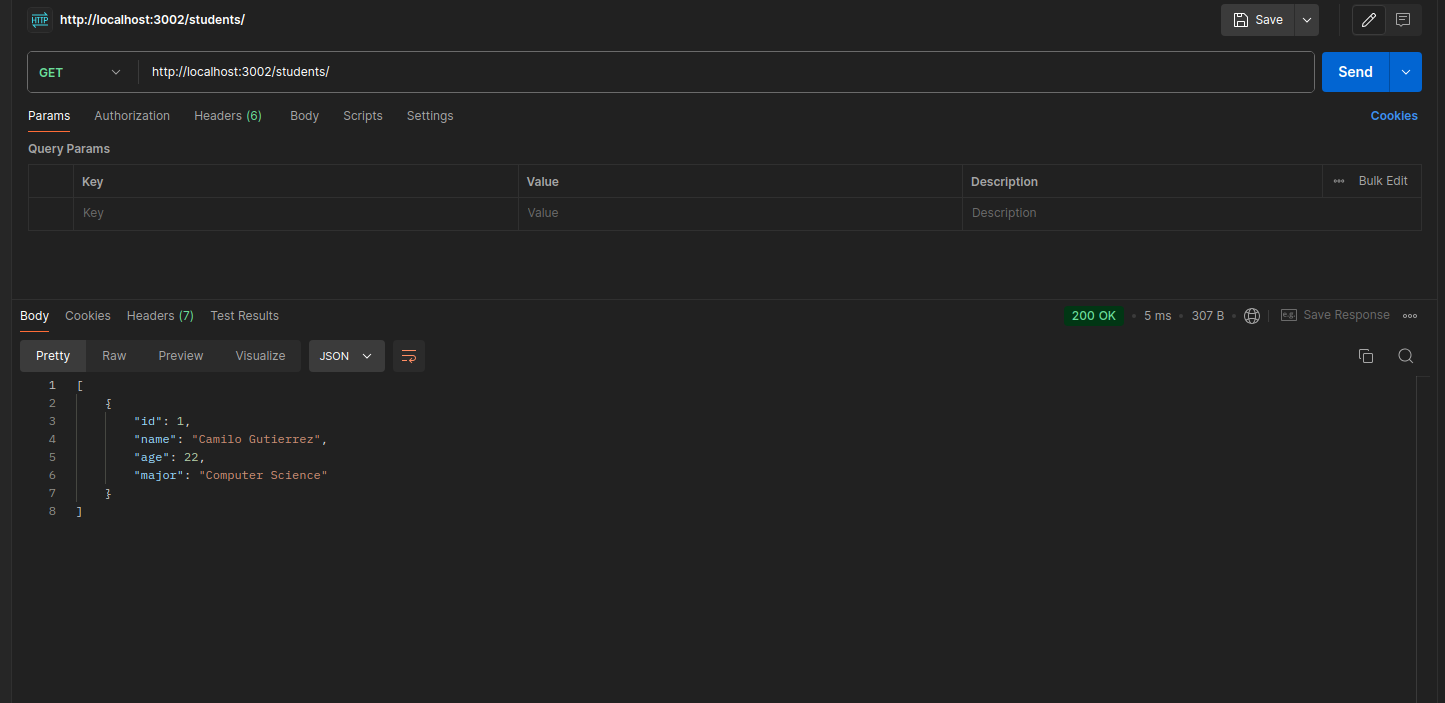 HTTP http://localhost:3002/students/ Save
GET http://localhost:3002/students/ Send
Params Authorization Headers (6) Body Scripts Settings Cookies
Query Params
Key Value Description Bulk Edit
Key Value Description
Body Cookies Headers (7) Test Results 200 OK 5 ms 307 B e.g. Save Response
Pretty Raw Preview Visualize JSON
1 [
2 {
3 "id": 1,
4 "name": "Camilo Gutierrez",
5 "age": 22,
6 "major": "Computer Science"
7 }
8 ]